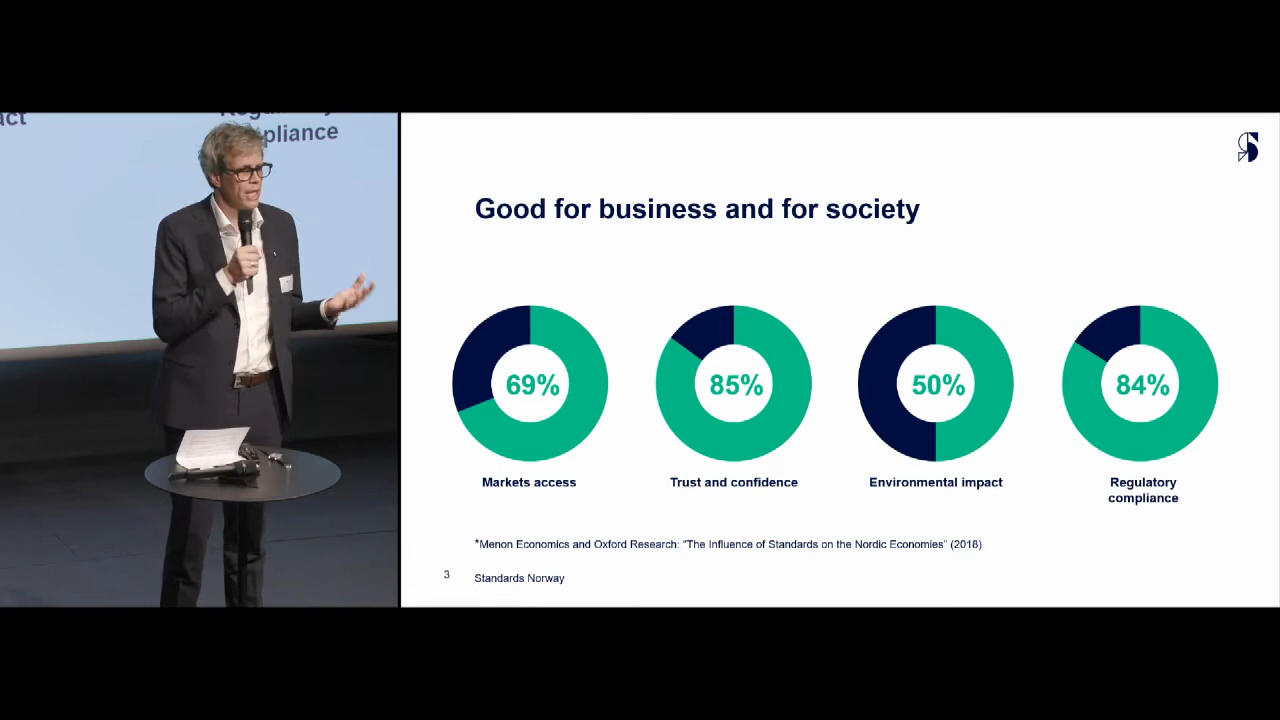 act
pliance
Good for business and for society
69%
85%
50%
84%
Markets access
Trust and confidence
Environmental impact
Regulatory
compliance
*Menon Economics and Oxford Research: "The Influence of Standards on the Nordic Economies" (2018)
3
Standards Norway